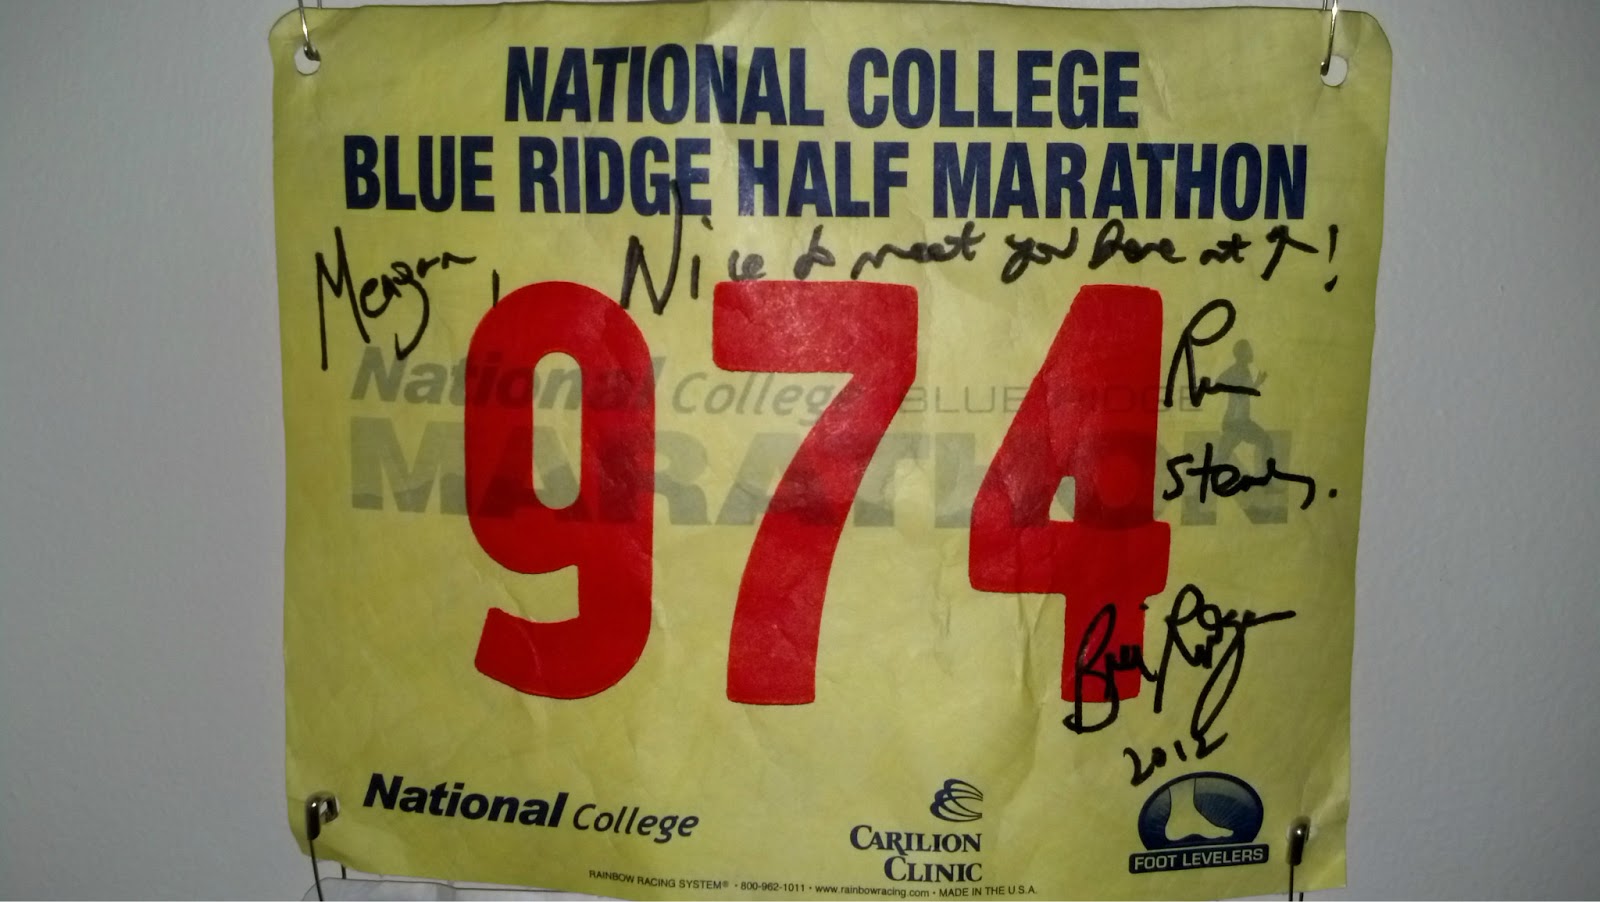 NATIONAL COLLEGE
BLUE RIDGE HALF MARATHON
Megan, Nice to meet you here at !
974
National College BLUE RIDGE
MARATHON
Run
steady.
Bill Rodgers
2012
National College
CARILION
CLINIC
FOOT LEVELERS
RAINBOW RACING SYSTEM® • 800-962-1011 • www.rainbowracing.com • MADE IN THE U.S.A.